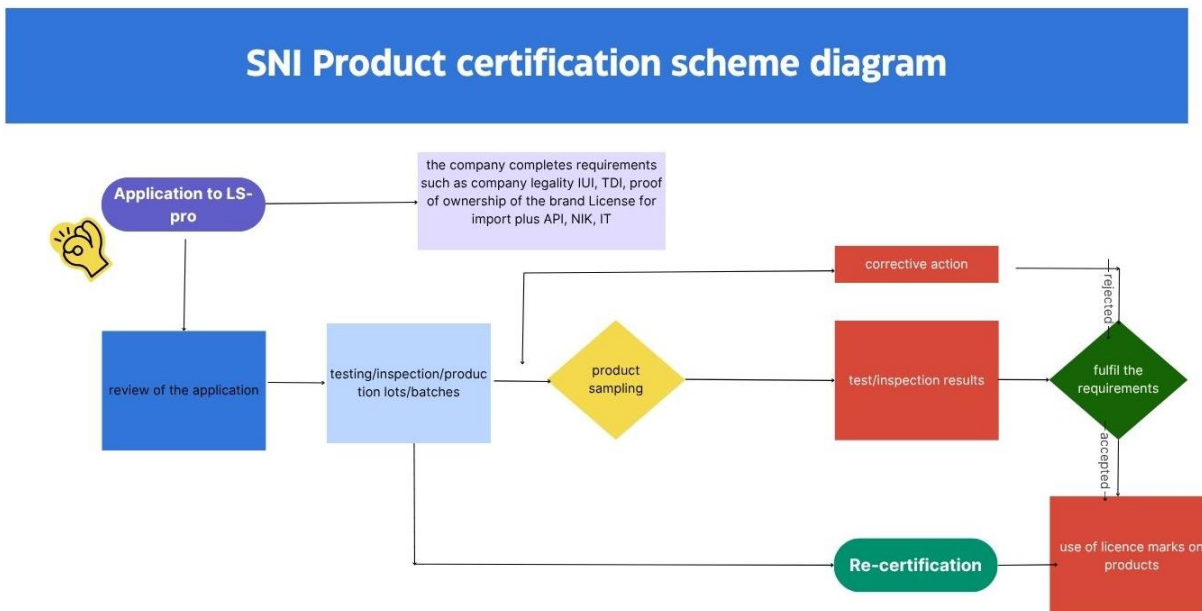 SNI Product certification scheme diagram
Application to LS-
pro
the company completes requirements
such as company legality IUI, TDI, proof
of ownership of the brand License for
import plus API, NIK, IT
corrective action
rejected
review of the application
testing/inspection/produc
tion lots/batches
product
sampling
test/inspection results
fulfil the
requirements
accepted
Re-certification
use of licence marks on
products